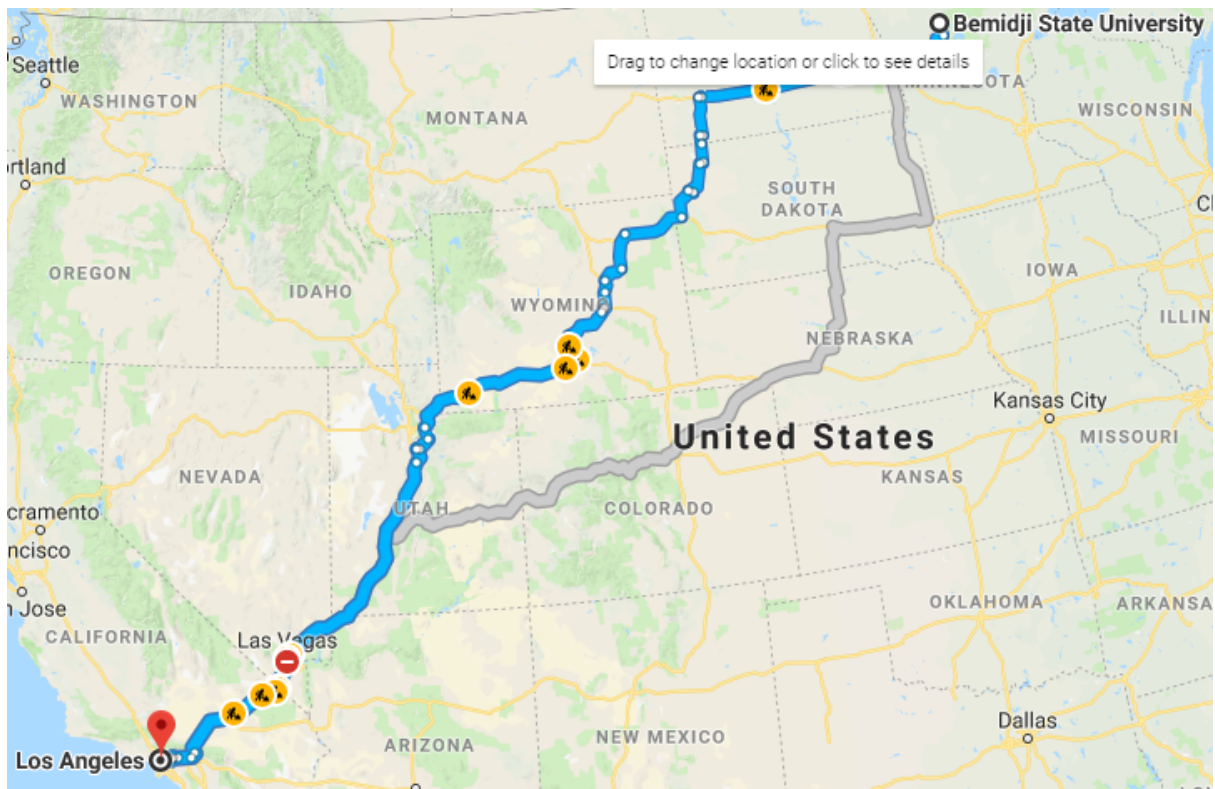 Bemidji State University
Drag to change location or click to see details
Seattle
WASHINGTON
MONTANA
MINNESOTA
WISCONSIN
rtland
SOUTH
DAKOTA
OREGON
IDAHO
WYOMING
IOWA
ILLIN
NEBRASKA
Kansas City
United States
MISSOURI
NEVADA
UTAH
COLORADO
KANSAS
cramento
ncisco
Jose
CALIFORNIA
Las Vegas
OKLAHOMA
ARKANSA
Los Angeles
ARIZONA
NEW MEXICO
Dallas